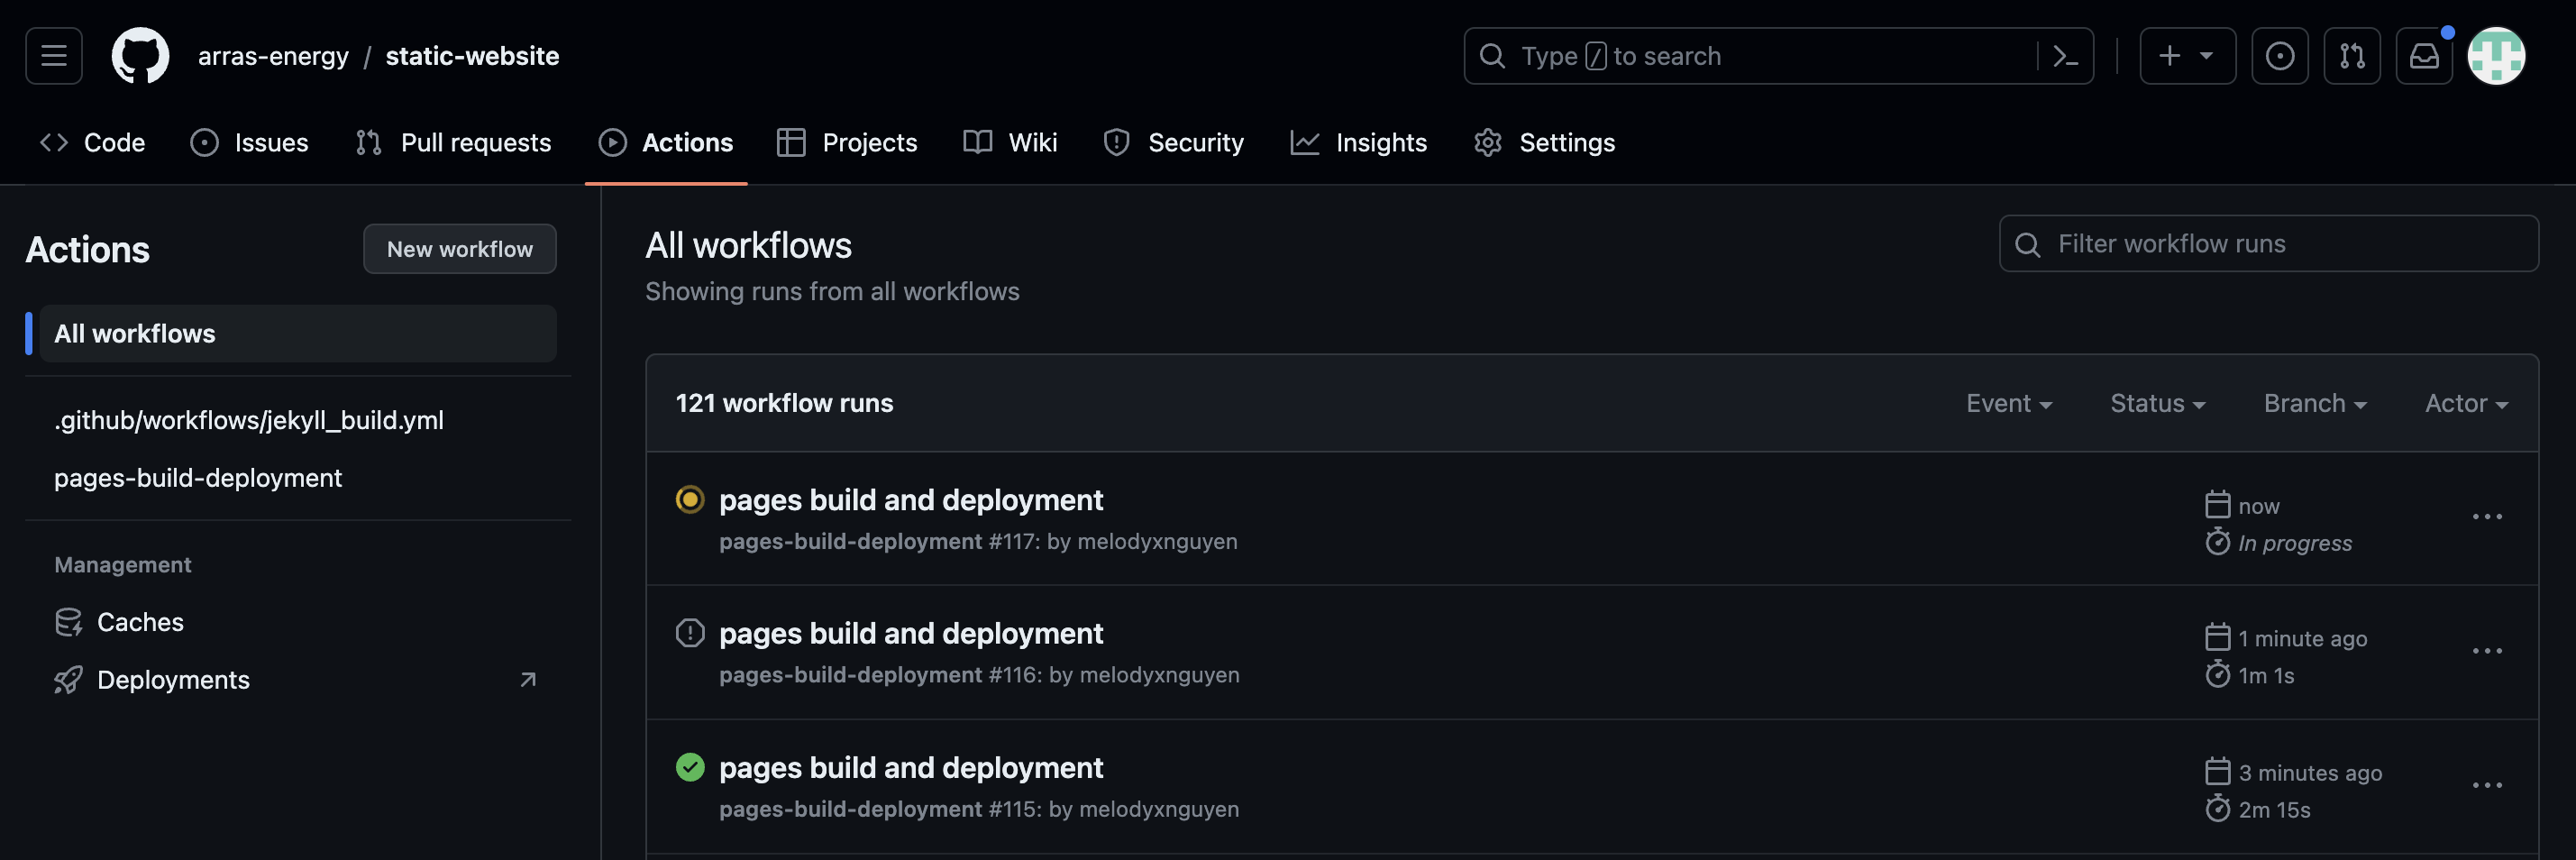 arras-energy / static-website
Type / to search
Code Issues Pull requests Actions Projects Wiki Security Insights Settings
Actions
New workflow
All workflows
.github/workflows/jekyll_build.yml
pages-build-deployment
Management
Caches
Deployments
All workflows
Showing runs from all workflows
Filter workflow runs
121 workflow runs
Event Status Branch Actor
pages build and deployment
pages-build-deployment #117: by melodyxnguyen
now
In progress
pages build and deployment
pages-build-deployment #116: by melodyxnguyen
1 minute ago
1m 1s
pages build and deployment
pages-build-deployment #115: by melodyxnguyen
3 minutes ago
2m 15s